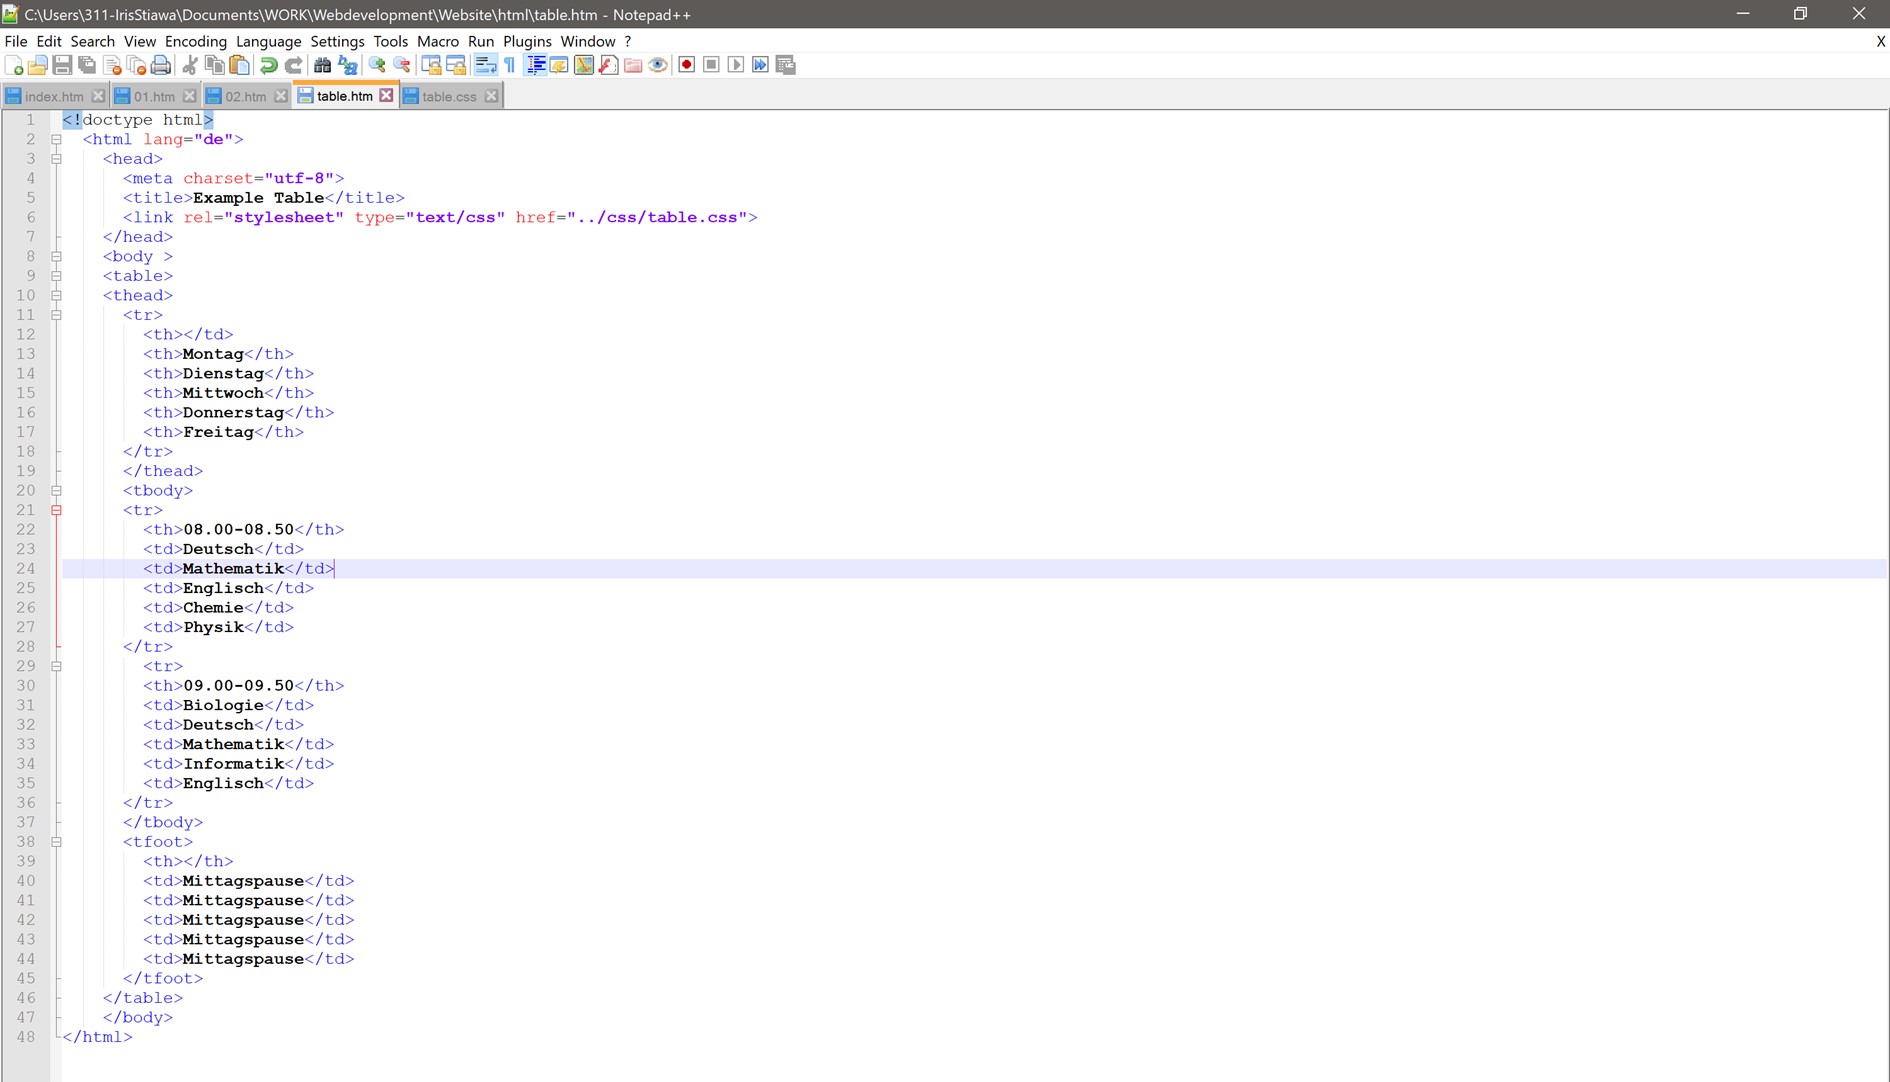 C:\Users\311-IrisStiawa\Documents\WORK\Webdevelopment\Website\html\table.htm - Notepad++
File Edit Search View Encoding Language Settings Tools Macro Run Plugins Window ? X
index.htm 01.htm 02.htm table.htm table.css
1 <!doctype html>
2 <html lang="de">
3 <head>
4 <meta charset="utf-8">
5 <title>Example Table</title>
6 <link rel="stylesheet" type="text/css" href="../css/table.css">
7 </head>
8 <body >
9 <table>
10 <thead>
11 <tr>
12 <th></td>
13 <th>Montag</th>
14 <th>Dienstag</th>
15 <th>Mittwoch</th>
16 <th>Donnerstag</th>
17 <th>Freitag</th>
18 </tr>
19 </thead>
20 <tbody>
21 <tr>
22 <th>08.00-08.50</th>
23 <td>Deutsch</td>
24 <td>Mathematik</td>
25 <td>Englisch</td>
26 <td>Chemie</td>
27 <td>Physik</td>
28 </tr>
29 <tr>
30 <th>09.00-09.50</th>
31 <td>Biologie</td>
32 <td>Deutsch</td>
33 <td>Mathematik</td>
34 <td>Informatik</td>
35 <td>Englisch</td>
36 </tr>
37 </tbody>
38 <tfoot>
39 <th></th>
40 <td>Mittagspause</td>
41 <td>Mittagspause</td>
42 <td>Mittagspause</td>
43 <td>Mittagspause</td>
44 <td>Mittagspause</td>
45 </tfoot>
46 </table>
47 </body>
48 </html>